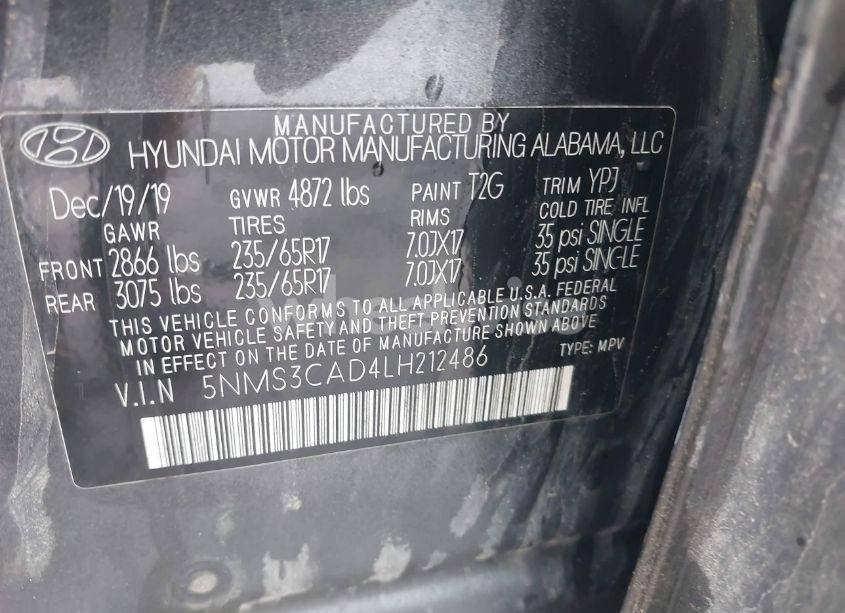 MANUFACTURED BY
HYUNDAI MOTOR MANUFACTURING ALABAMA, LLC
Dec/19/19 GVWR 4872 lbs PAINT T2G TRIM YPJ
GAWR TIRES RIMS COLD TIRE INFL
FRONT 2866 lbs 235/65R17 7.0JX17 35 psi SINGLE
REAR 3075 lbs 235/65R17 7.0JX17 35 psi SINGLE
THIS VEHICLE CONFORMS TO ALL APPLICABLE U.S.A. FEDERAL
MOTOR VEHICLE SAFETY AND THEFT PREVENTION STANDARDS
IN EFFECT ON THE DATE OF MANUFACTURE SHOWN ABOVE
V.I.N 5NMS3CAD4LH212486 TYPE: MPV